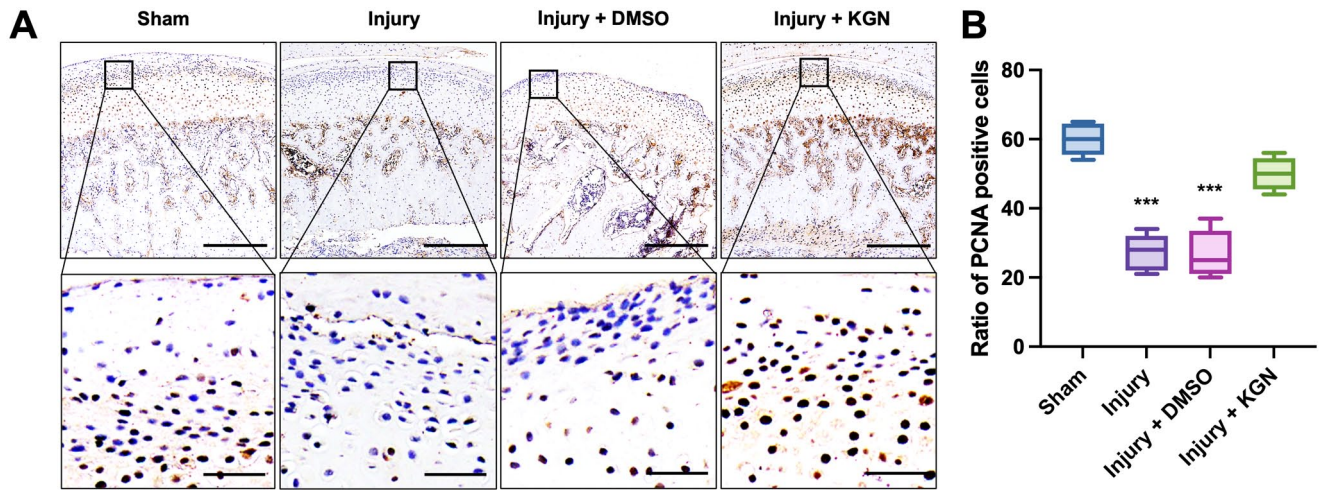 A
Sham
Injury
Injury + DMSO
Injury + KGN
B
Ratio of PCNA positive cells
80
60
40
20
0
***
***
Sham
Injury
Injury + DMSO
Injury + KGN